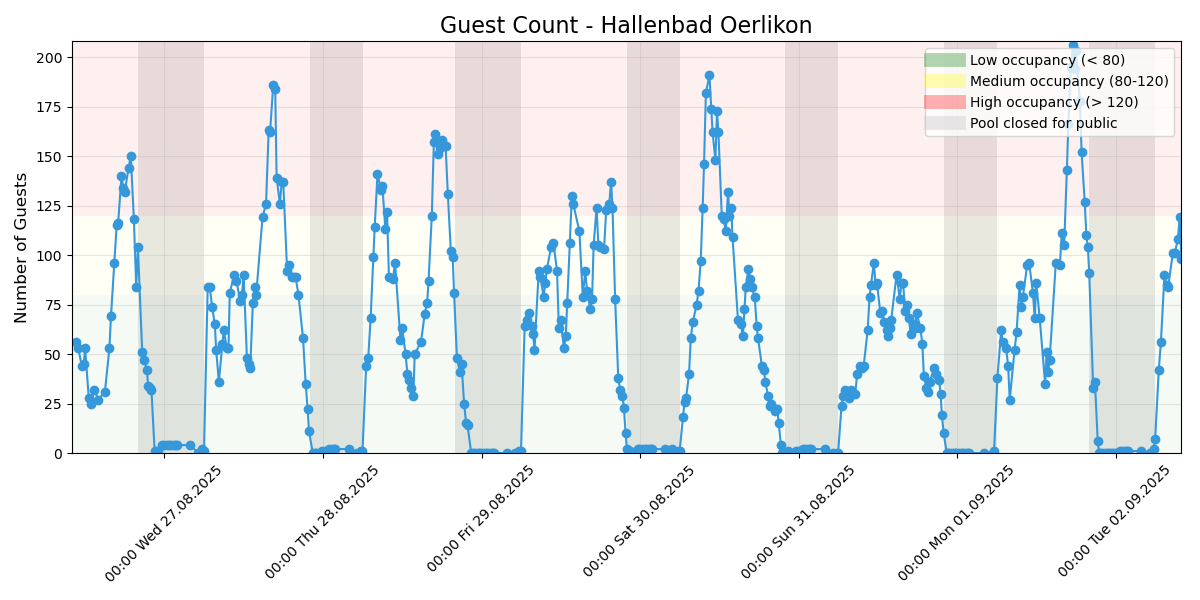 Guest Count - Hallenbad Oerlikon
Low occupancy (< 80)
Medium occupancy (80-120)
High occupancy (> 120)
Pool closed for public
Number of Guests
200
175
150
125
100
75
50
25
0
00:00 Wed 27.08.2025
00:00 Thu 28.08.2025
00:00 Fri 29.08.2025
00:00 Sat 30.08.2025
00:00 Sun 31.08.2025
00:00 Mon 01.09.2025
00:00 Tue 02.09.2025